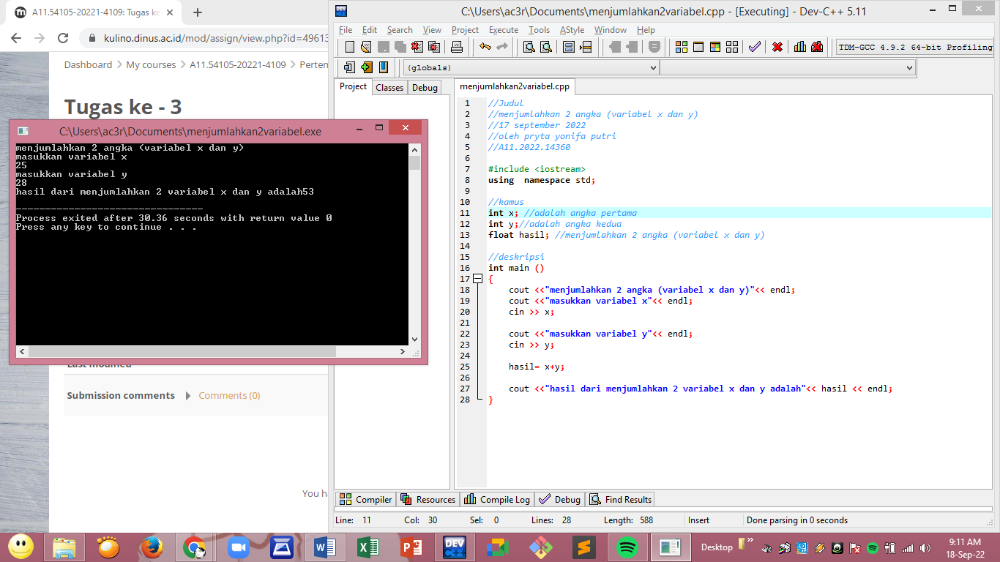 A11.54105-20221-4109: Tugas ke
kulino.dinus.ac.id/mod/assign/view.php?id=49613
Dashboard > My courses > A11.54105-20221-4109 > Pertem
Tugas ke - 3
C:\Users\ac3r\Documents\menjumlahkan2variabel.exe
menjumlahkan 2 angka (variabel x dan y)
masukkan variabel x
25
masukkan variabel y
28
hasil dari menjumlahkan 2 variabel x dan y adalah53
--------------------------------
Process exited after 30.36 seconds with return value 0
Press any key to continue . . .
Last modified
Submission comments
Comments (0)
You ha
C:\Users\ac3r\Documents\menjumlahkan2variabel.cpp - [Executing] - Dev-C++ 5.11
File Edit Search View Project Execute Tools AStyle Window Help
TDM-GCC 4.9.2 64-bit Profiling
(globals)
Project Classes Debug
menjumlahkan2variabel.cpp
1 //Judul
2 //menjumlahkan 2 angka (variabel x dan y)
3 //17 september 2022
4 //oleh pryta yonifa putri
5 //A11.2022.14360
6
7 #include <iostream>
8 using  namespace std;
9
10 //kamus
11 int x; //adalah angka pertama
12 int y;//adalah angka kedua
13 float hasil; //menjumlahkan 2 angka (variabel x dan y)
14
15 //deskripsi
16 int main ()
17 {
18     cout <<"menjumlahkan 2 angka (variabel x dan y)"<< endl;
19     cout <<"masukkan variabel x"<< endl;
20     cin >> x;
21
22     cout <<"masukkan variabel y"<< endl;
23     cin >> y;
24
25     hasil= x+y;
26
27     cout <<"hasil dari menjumlahkan 2 variabel x dan y adalah"<< hasil << endl;
28 }
Compiler Resources Compile Log Debug Find Results
Line: 11 Col: 30 Sel: 0 Lines: 28 Length: 588 Insert Done parsing in 0 seconds
DEV C++
Desktop
9:11 AM
18-Sep-22